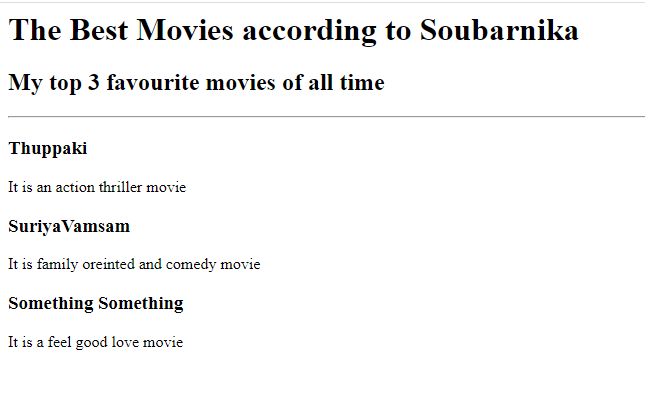 The Best Movies according to Soubarnika
My top 3 favourite movies of all time
Thuppaki
It is an action thriller movie
SuriyaVamsam
It is family oreinted and comedy movie
Something Something
It is a feel good love movie